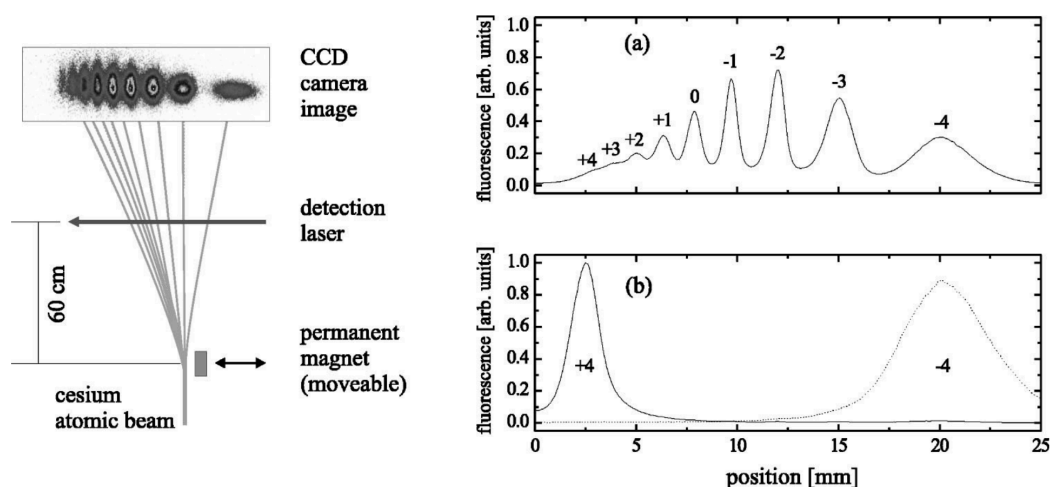 CCD
camera
image
detection
laser
60 cm
permanent
magnet
(moveable)
cesium
atomic beam
(a)
fluorescence [arb. units]
1.0
0.8
0.6
0.4
0.2
0.0
+4
+3
+2
+1
0
-1
-2
-3
-4
(b)
fluorescence [arb. units]
1.0
0.8
0.6
0.4
0.2
0.0
+4
-4
0
5
10
15
20
25
position [mm]